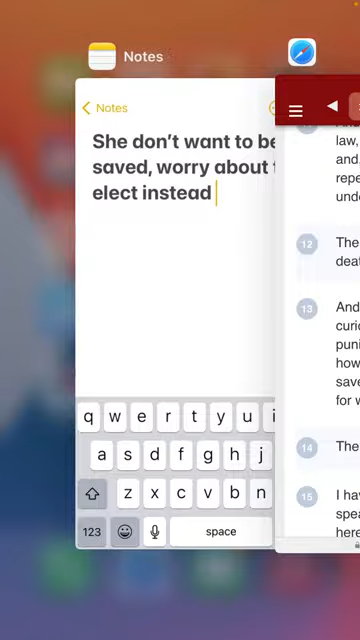 Notes
Notes
She don't want to be
saved, worry about
elect instead
q w e r t y u i
a s d f g h j
z x c v b n
123 space
law,
and,
repe
unde
12 The
deat
13 And
curi
puni
how
save
for w
14 The
15 I hav
spea
here